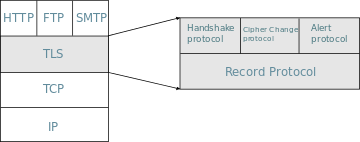 HTTP FTP SMTP
TLS
TCP
IP
Handshake
protocol
Cipher Change
protocol
Alert
protocol
Record Protocol